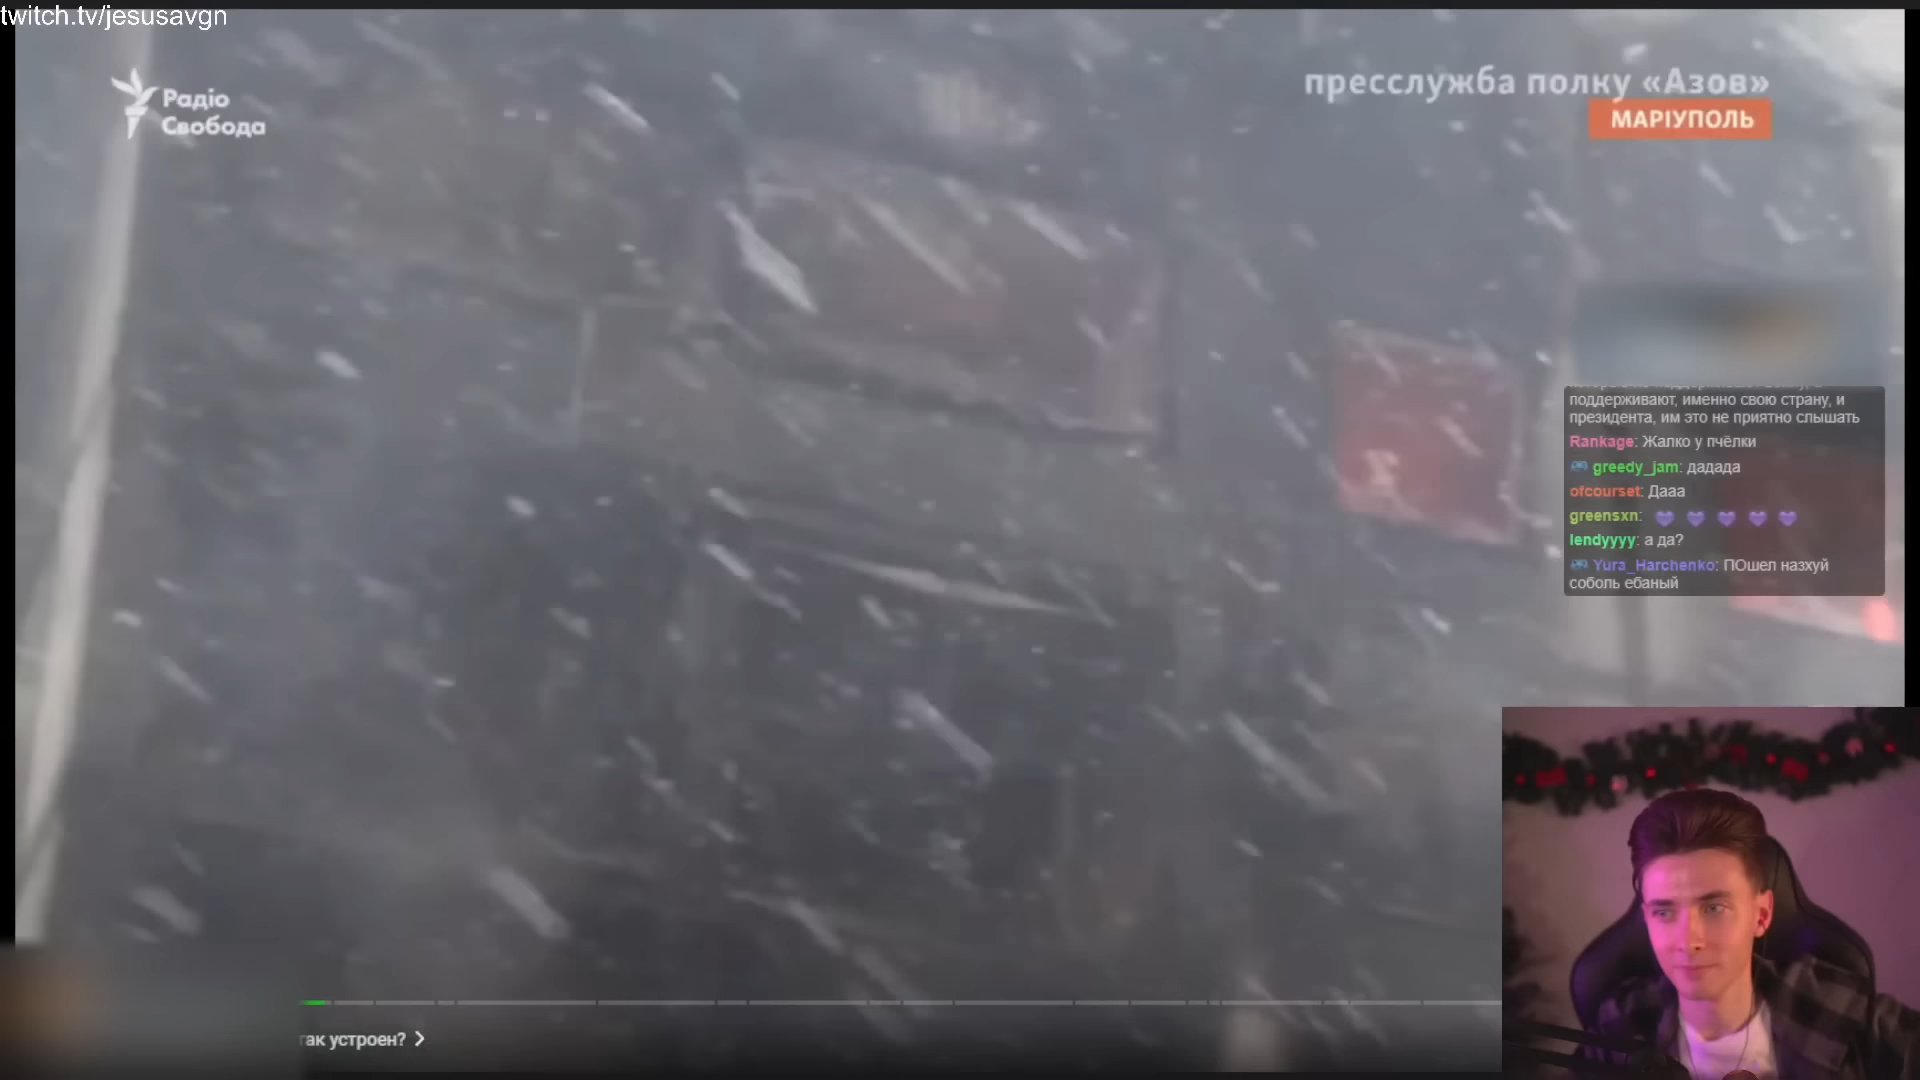 twitch.tv/jesusavgn
Радіо
Свобода
пресслужба полку «Азов»
МАРІУПОЛЬ
поддерживают, именно свою страну, и
президента, им это не приятно слышать
Rankage: Жалко у пчёлки
greedy_jam: дадада
ofcourset: Дааа
greensxn:
lendyyyy: а да?
Yura_Harchenko: ПОшел назхуй
соболь ебаный
так устроен?